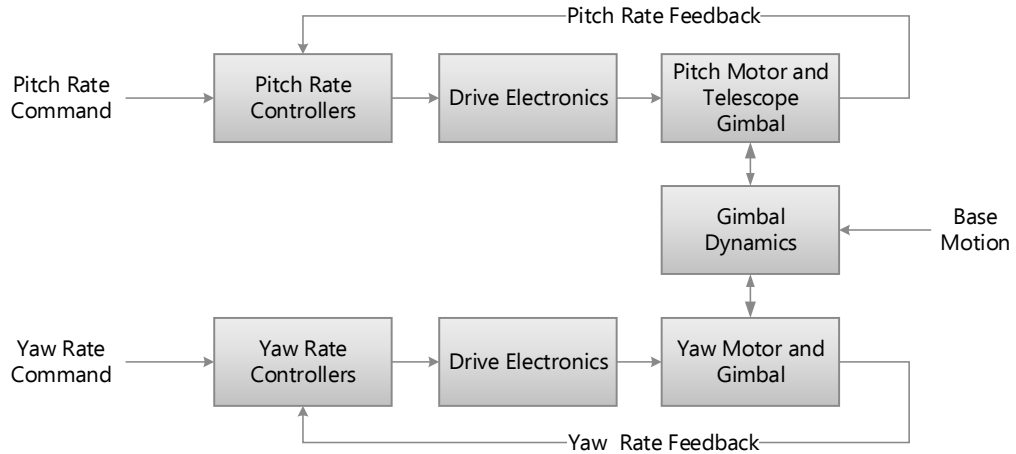 Pitch Rate Feedback
Pitch Rate
Command
Pitch Rate
Controllers
Drive Electronics
Pitch Motor and
Telescope
Gimbal
Gimbal
Dynamics
Base
Motion
Yaw Rate
Command
Yaw Rate
Controllers
Drive Electronics
Yaw Motor and
Gimbal
Yaw  Rate Feedback